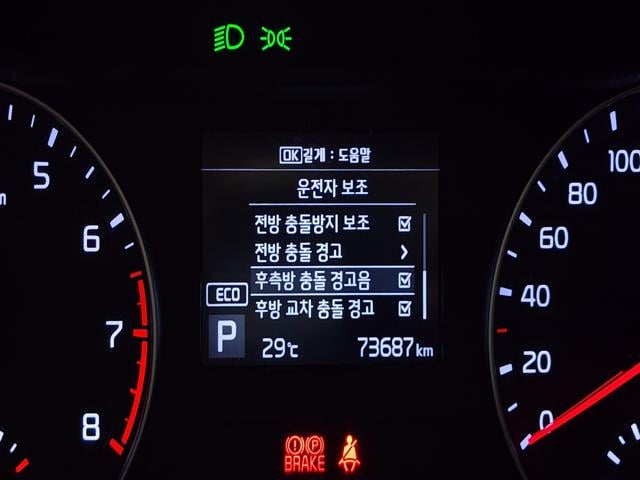 OK 길게 : 도움말
운전자 보조
전방 충돌방지 보조
전방 충돌 경고
후측방 충돌 경고음
후방 교차 충돌 경고
ECO
P
29℃ 73687 km
5
6
7
8
100
80
60
40
20
0
(!) (P)
BRAKE